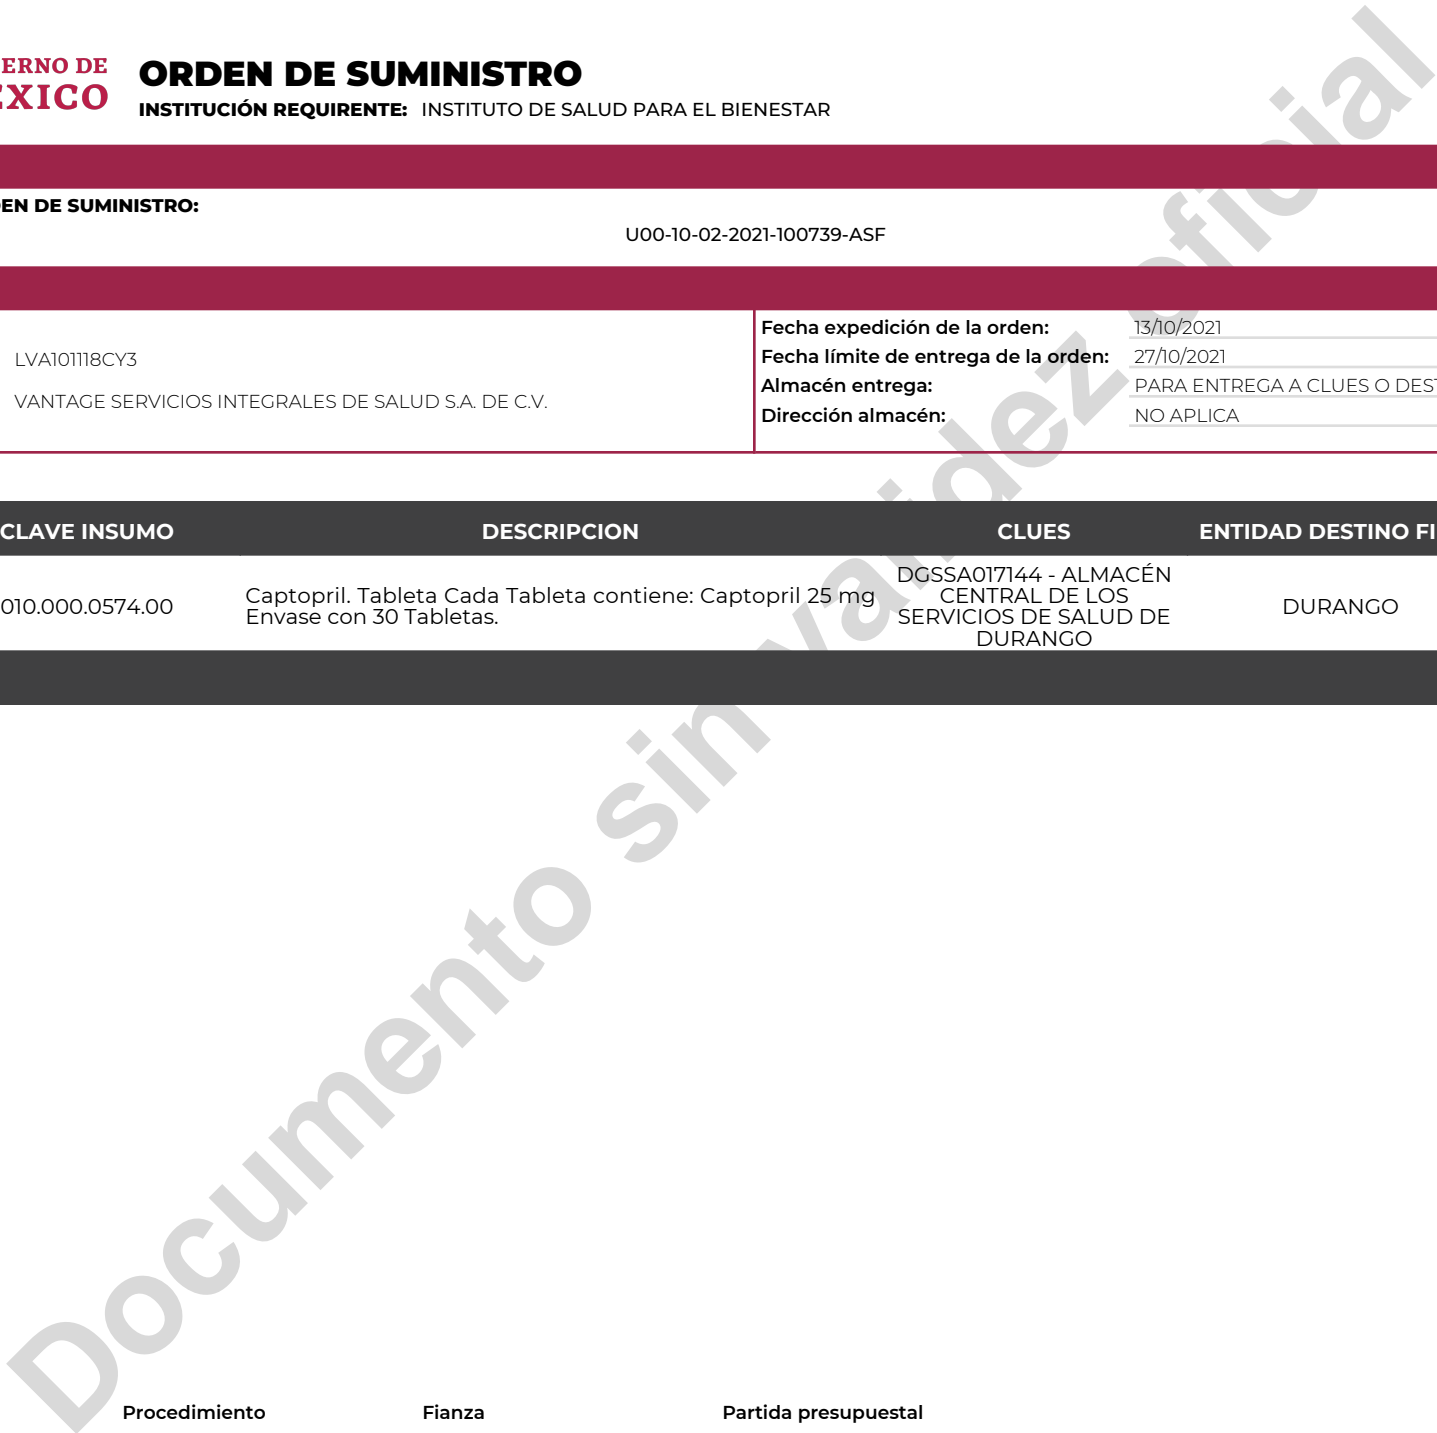 ERNO DE
ÉXICO
ORDEN DE SUMINISTRO
INSTITUCIÓN REQUIRENTE: INSTITUTO DE SALUD PARA EL BIENESTAR
EN DE SUMINISTRO:
U00-10-02-2021-100739-ASF
LVA101118CY3
VANTAGE SERVICIOS INTEGRALES DE SALUD S.A. DE C.V.
Fecha expedición de la orden: 13/10/2021
Fecha límite de entrega de la orden: 27/10/2021
Almacén entrega: PARA ENTREGA A CLUES O DEST
Dirección almacén: NO APLICA
CLAVE INSUMO DESCRIPCION CLUES ENTIDAD DESTINO FI
010.000.0574.00
Captopril. Tableta Cada Tableta contiene: Captopril 25 mg
Envase con 30 Tabletas.
DGSSA017144 - ALMACÉN
CENTRAL DE LOS
SERVICIOS DE SALUD DE
DURANGO
DURANGO
Documento sin validez oficial
Procedimiento Fianza Partida presupuestal